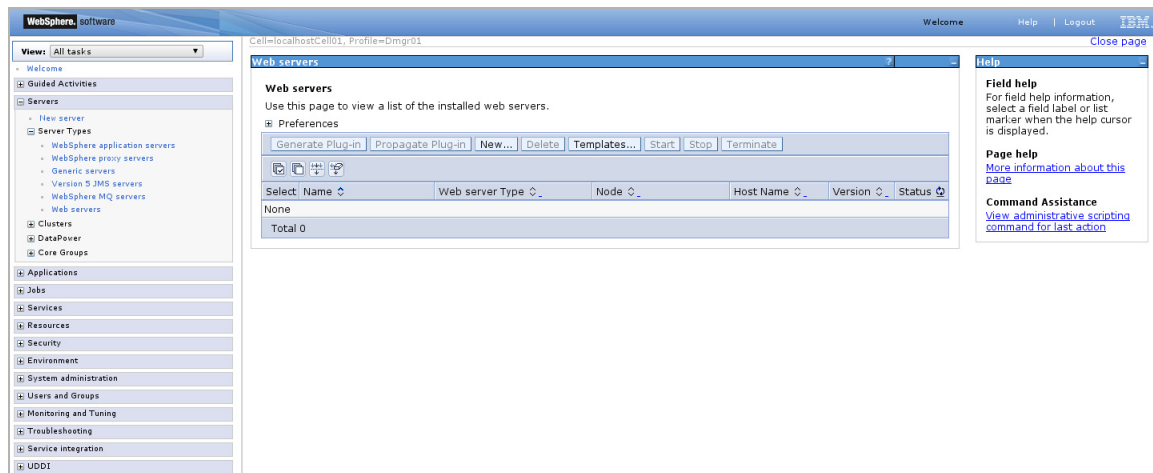 WebSphere. software
Welcome Help | Logout IBM.
View: All tasks
Cell=localhostCell01, Profile=Dmgr01
Close page
Welcome
Guided Activities
Servers
New server
Server Types
WebSphere application servers
WebSphere proxy servers
Generic servers
Version 5 JMS servers
WebSphere MQ servers
Web servers
Clusters
DataPower
Core Groups
Applications
Jobs
Services
Resources
Security
Environment
System administration
Users and Groups
Monitoring and Tuning
Troubleshooting
Service integration
UDDI
Web servers ? –
Web servers
Use this page to view a list of the installed web servers.
Preferences
Generate Plug-in Propagate Plug-in New... Delete Templates... Start Stop Terminate
Select Name Web server Type Node Host Name Version Status
None
Total 0
Help –
Field help
For field help information,
select a field label or list
marker when the help cursor
is displayed.
Page help
More information about this
page
Command Assistance
View administrative scripting
command for last action